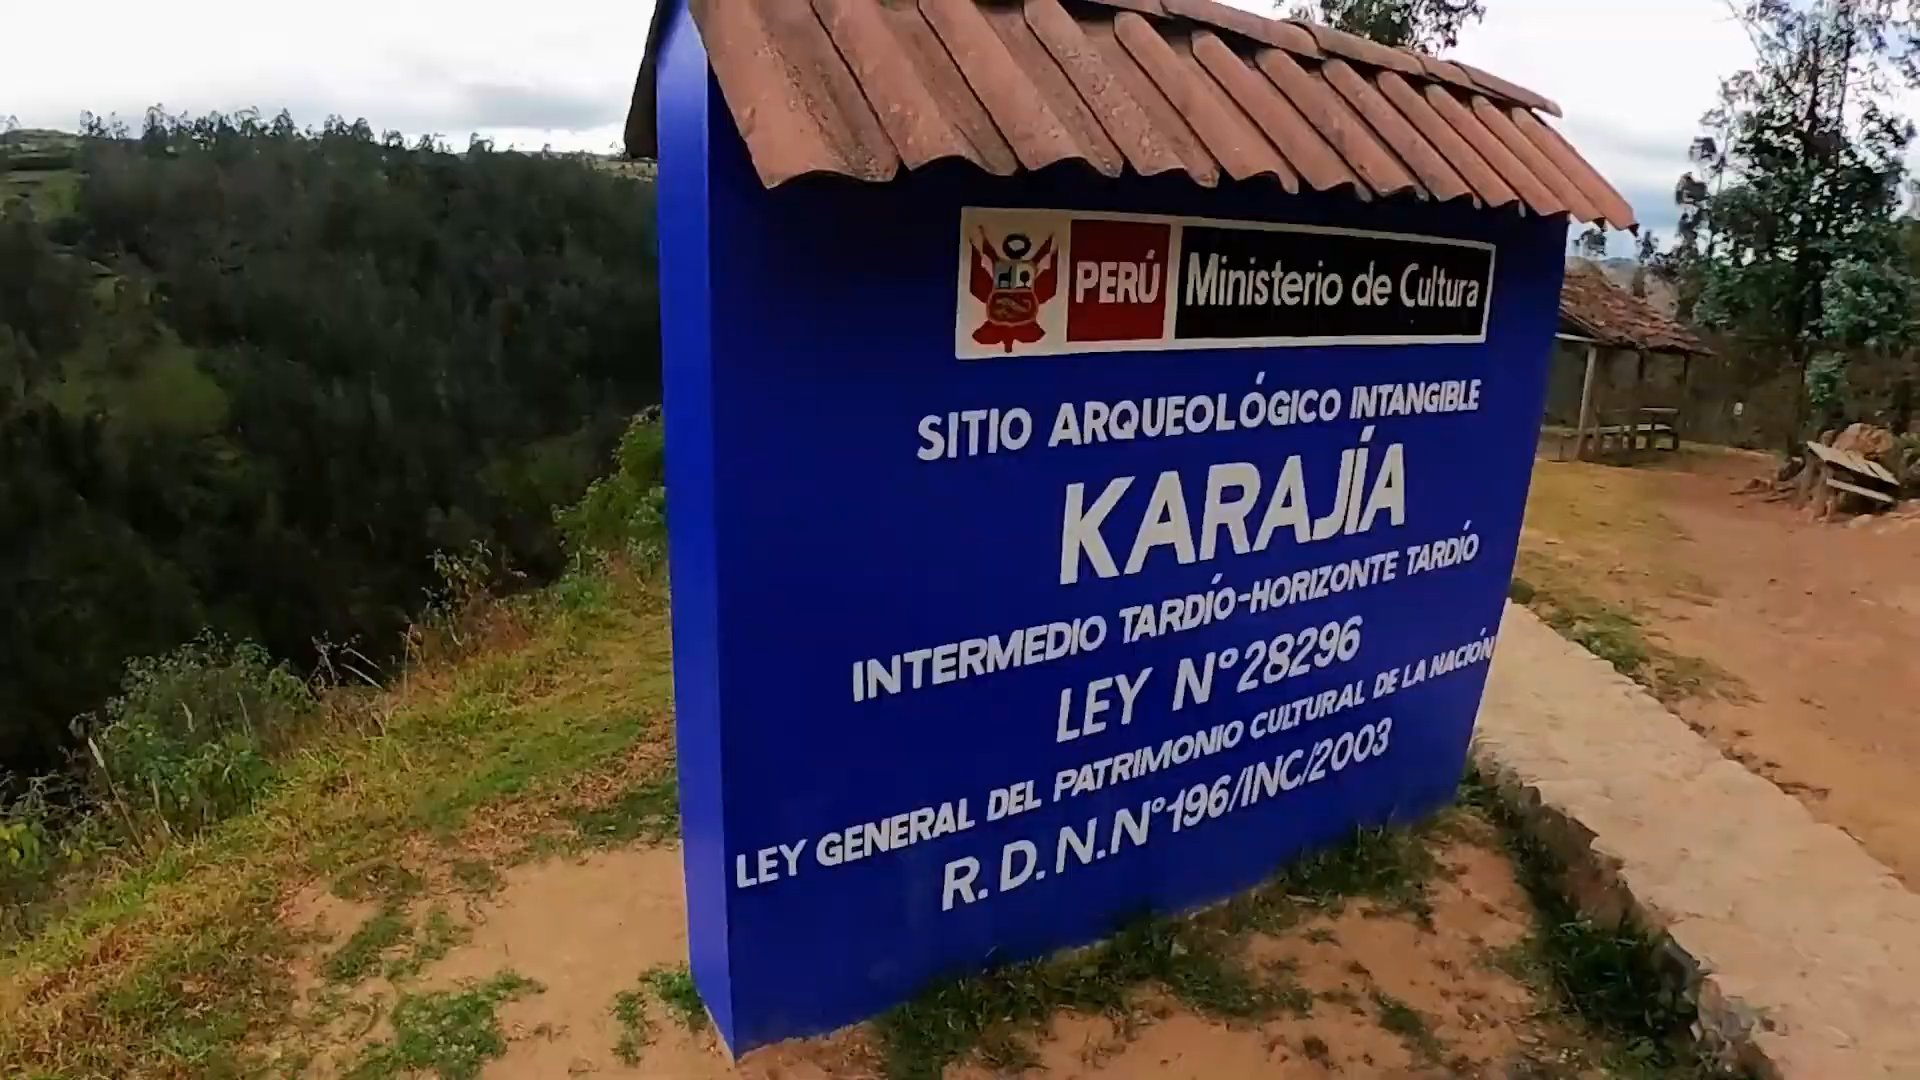 PERÚ Ministerio de Cultura
SITIO ARQUEOLÓGICO INTANGIBLE
KARAJÍA
INTERMEDIO TARDÍO-HORIZONTE TARDÍO
LEY N°28296
LEY GENERAL DEL PATRIMONIO CULTURAL DE LA NACIÓN
R.D.N.N°196/INC/2003